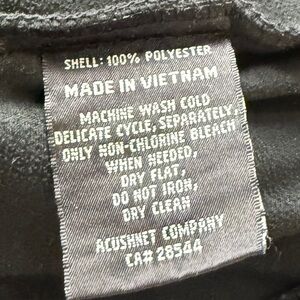 SHELL: 100% POLYESTER
MADE IN VIETNAM
MACHINE WASH COLD
DELICATE CYCLE, SEPARATELY,
ONLY NON-CHLORINE BLEACH
WHEN NEEDED,
DRY FLAT,
DO NOT IRON,
DRY CLEAN
ACUSHNET COMPANY
CA# 28544